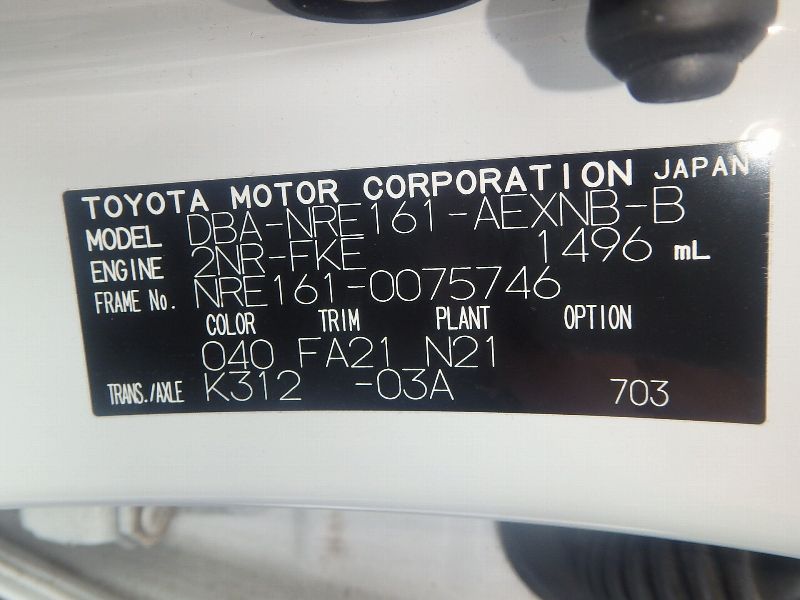 TOYOTA MOTOR CORPORATION JAPAN
MODEL DBA-NRE161-AEXNB-B
ENGINE 2NR-FKE 1496 mL
FRAME No. NRE161-0075746
COLOR TRIM PLANT OPTION
040 FA21 N21
TRANS./AXLE K312 -03A 703